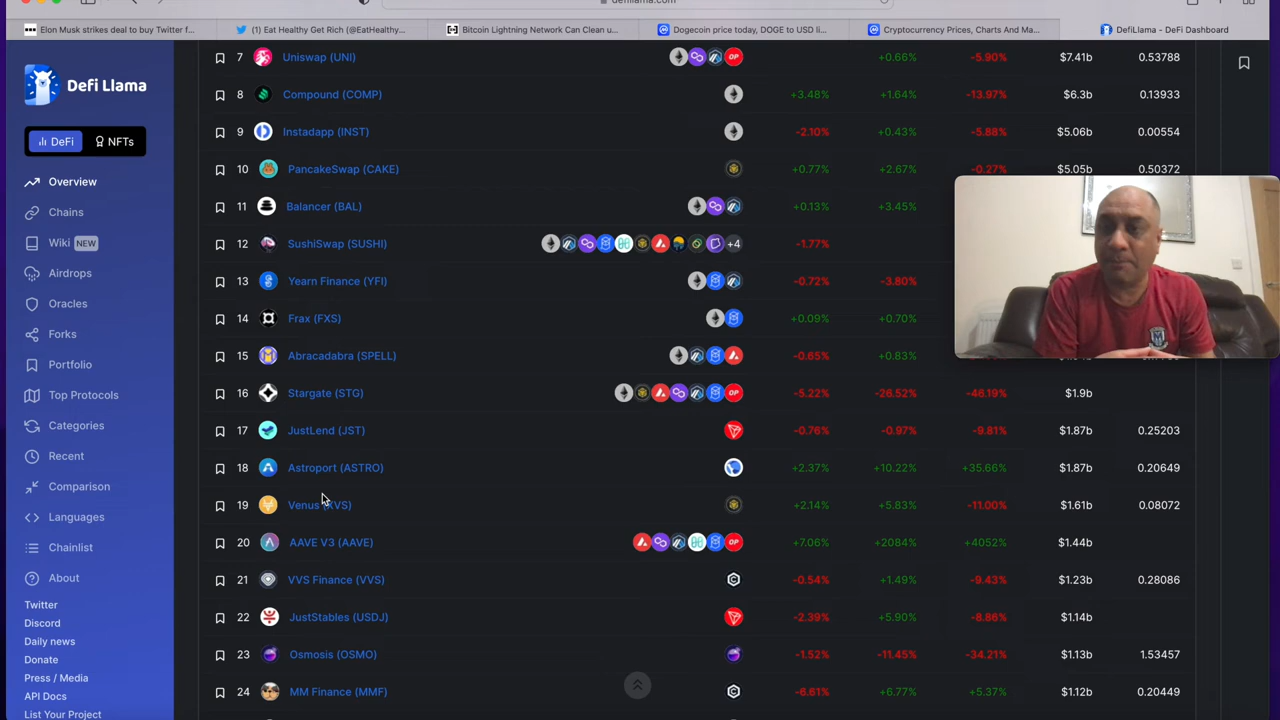 defillama.com
Elon Musk strikes deal to buy Twitter f...
(1) Eat Healthy Get Rich (@EatHealthy...
Bitcoin Lightning Network Can Clean u...
Dogecoin price today, DOGE to USD li...
Cryptocurrency Prices, Charts And Ma...
DefiLlama - DeFi Dashboard
Defi Llama
DeFi
NFTs
Overview
Chains
Wiki NEW
Airdrops
Oracles
Forks
Portfolio
Top Protocols
Categories
Recent
Comparison
Languages
Chainlist
About
Twitter
Discord
Daily news
Donate
Press / Media
API Docs
List Your Project
7 Uniswap (UNI) OP +0.66% -5.90% $7.41b 0.53788
8 Compound (COMP) +3.48% +1.64% -13.97% $6.3b 0.13933
9 Instadapp (INST) -2.10% +0.43% -5.88% $5.06b 0.00554
10 PancakeSwap (CAKE) +0.77% +2.67% -0.27% $5.05b 0.50372
11 Balancer (BAL) +0.13% +3.45%
12 SushiSwap (SUSHI) +4 -1.77%
13 Yearn Finance (YFI) -0.72% -3.80%
14 Frax (FXS) +0.09% +0.70%
15 Abracadabra (SPELL) -0.65% +0.83%
16 Stargate (STG) OP -5.22% -26.52% -46.19% $1.9b
17 JustLend (JST) -0.76% -0.97% -9.81% $1.87b 0.25203
18 Astroport (ASTRO) +2.37% +10.22% +35.66% $1.87b 0.20649
19 Venus (XVS) +2.14% +5.83% -11.00% $1.61b 0.08072
20 AAVE V3 (AAVE) OP +7.06% +2084% +4052% $1.44b
21 VVS Finance (VVS) -0.54% +1.49% -9.43% $1.23b 0.28086
22 JustStables (USDJ) -2.39% +5.90% -8.86% $1.14b
23 Osmosis (OSMO) -1.52% -11.45% -34.21% $1.13b 1.53457
24 MM Finance (MMF) -6.61% +6.77% +5.37% $1.12b 0.20449